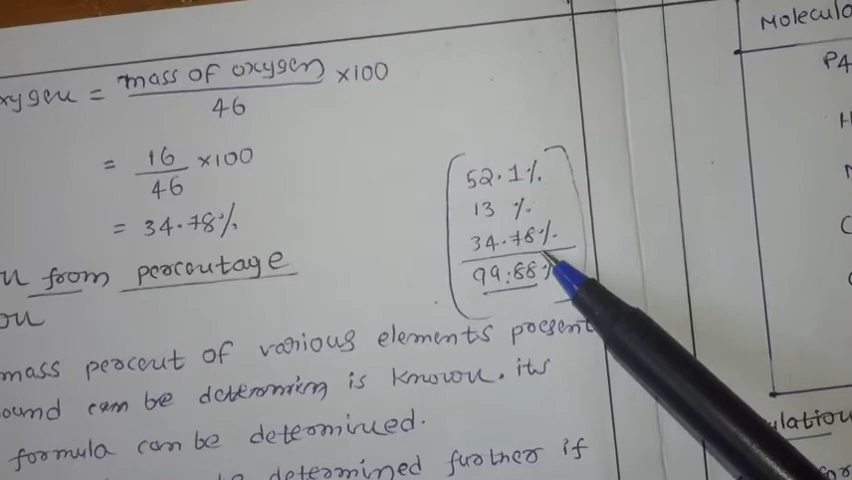 xygen = mass of oxygen ×100
46
= 16 ×100
46
= 34.78%
52.1%
13 %
34.78%
99.88%
from percentage
mass percent of various elements present
ound can be determining is known. its
formula can be determined.
determined further if
Molecula
P4
ulation